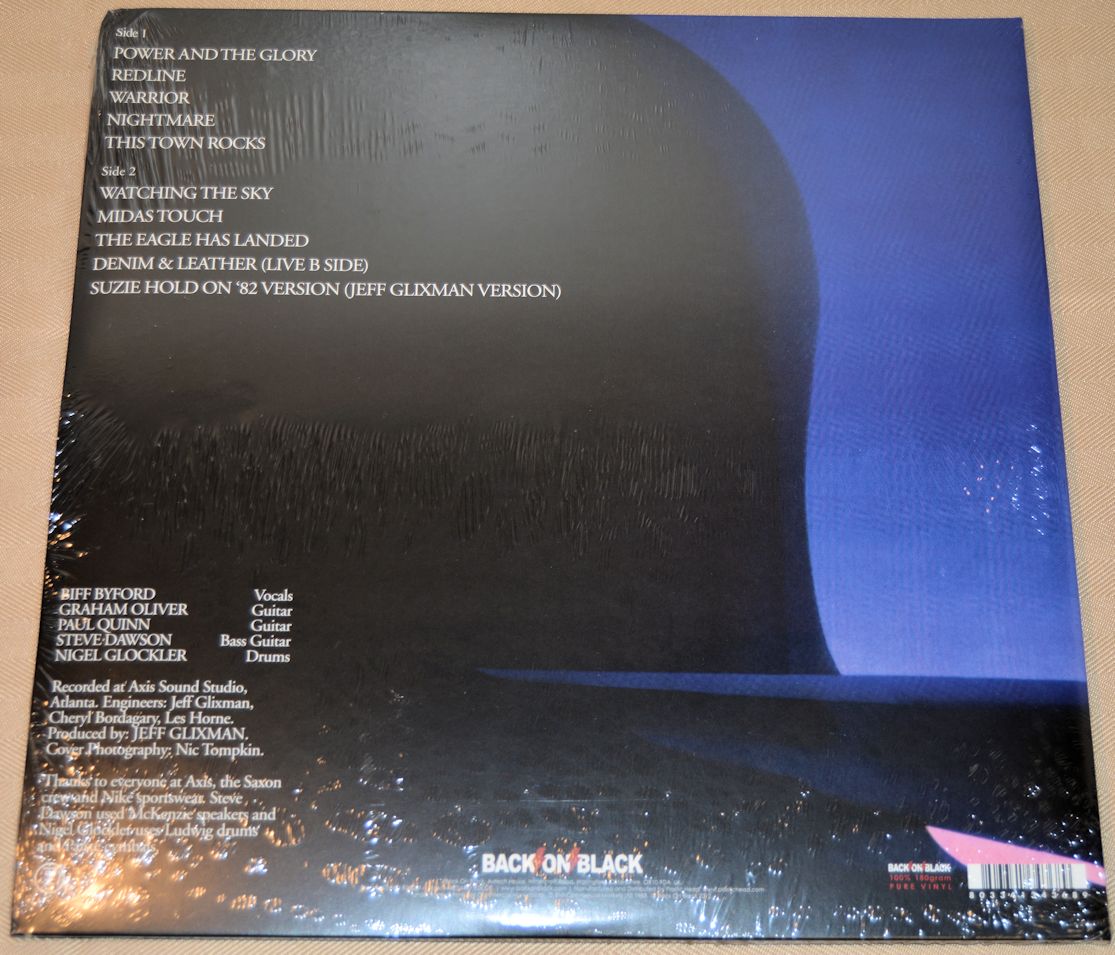 Side 1
POWER AND THE GLORY
REDLINE
WARRIOR
NIGHTMARE
THIS TOWN ROCKS
Side 2
WATCHING THE SKY
MIDAS TOUCH
THE EAGLE HAS LANDED
DENIM & LEATHER (LIVE B SIDE)
SUZIE HOLD ON ‘82 VERSION (JEFF GLIXMAN VERSION)
BIFF BYFORD Vocals
GRAHAM OLIVER Guitar
PAUL QUINN Guitar
STEVE DAWSON Bass Guitar
NIGEL GLOCKLER Drums
Recorded at Axis Sound Studio,
Atlanta. Engineers: Jeff Glixman,
Cheryl Bordagary, Les Horne.
Produced by: JEFF GLIXMAN.
Cover Photography: Nic Tompkin.
Thanks to everyone at Axis, the Saxon
crew and Nike sportswear. Steve
Dawson used McKenzie speakers and
Nigel Glockler uses Ludwig drums
and cymbals
BACK ON BLACK
BACK ON BLACK
100% 180gram
PURE VINYL